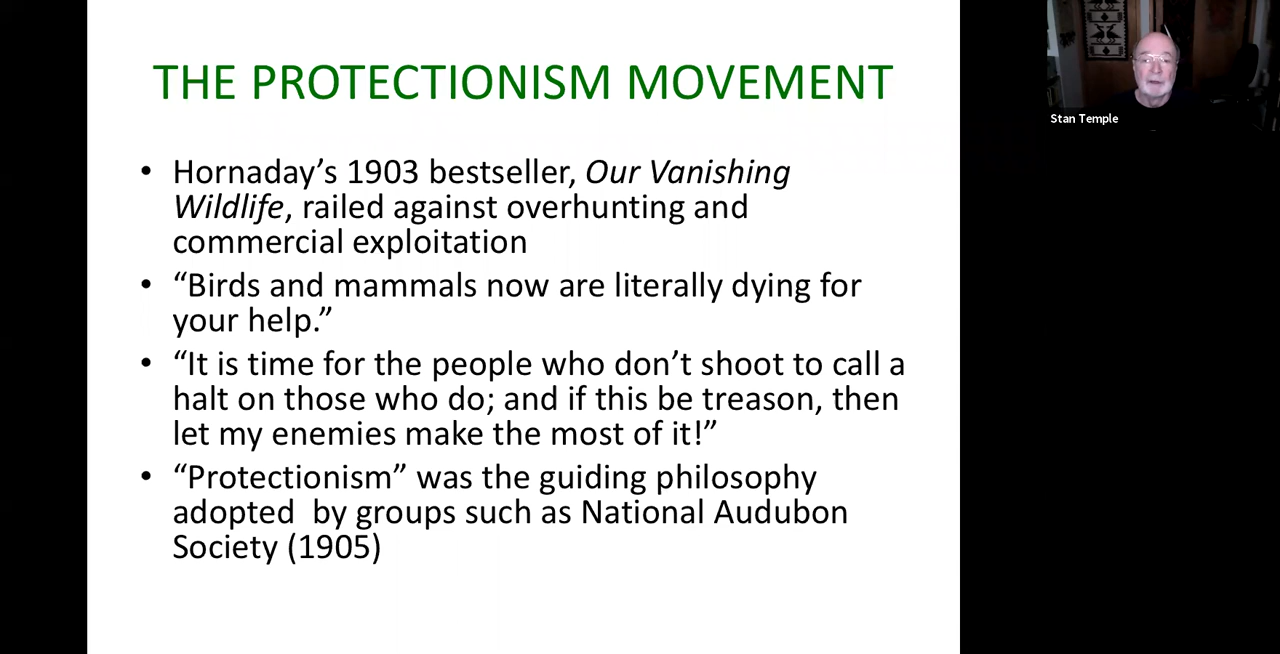 THE PROTECTIONISM MOVEMENT
• Hornaday’s 1903 bestseller, Our Vanishing
Wildlife, railed against overhunting and
commercial exploitation
• “Birds and mammals now are literally dying for
your help.”
• “It is time for the people who don’t shoot to call a
halt on those who do; and if this be treason, then
let my enemies make the most of it!”
• “Protectionism” was the guiding philosophy
adopted  by groups such as National Audubon
Society (1905)
Stan Temple